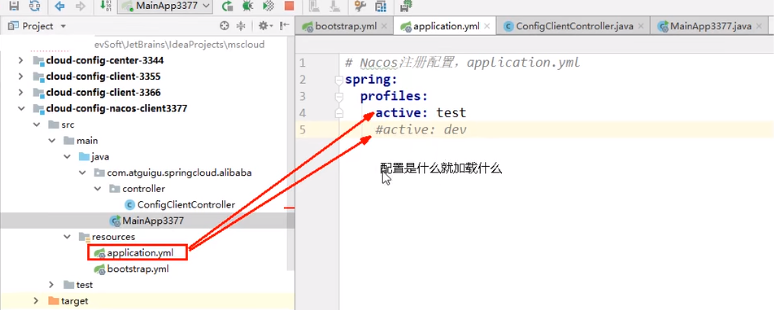 MainApp3377
Project
bootstrap.yml
application.yml
ConfigClientController.java
MainApp3377.java
evSoft\JetBrains\IdeaProjects\mscloud
cloud-config-center-3344
cloud-config-client-3355
cloud-config-client-3366
cloud-config-nacos-client3377
src
main
java
com.atguigu.springcloud.alibaba
controller
ConfigClientController
MainApp3377
resources
application.yml
bootstrap.yml
test
target
1 # Nacos注册配置，application.yml
2 spring:
3 profiles:
4 active: test
5 #active: dev
配置是什么就加载什么